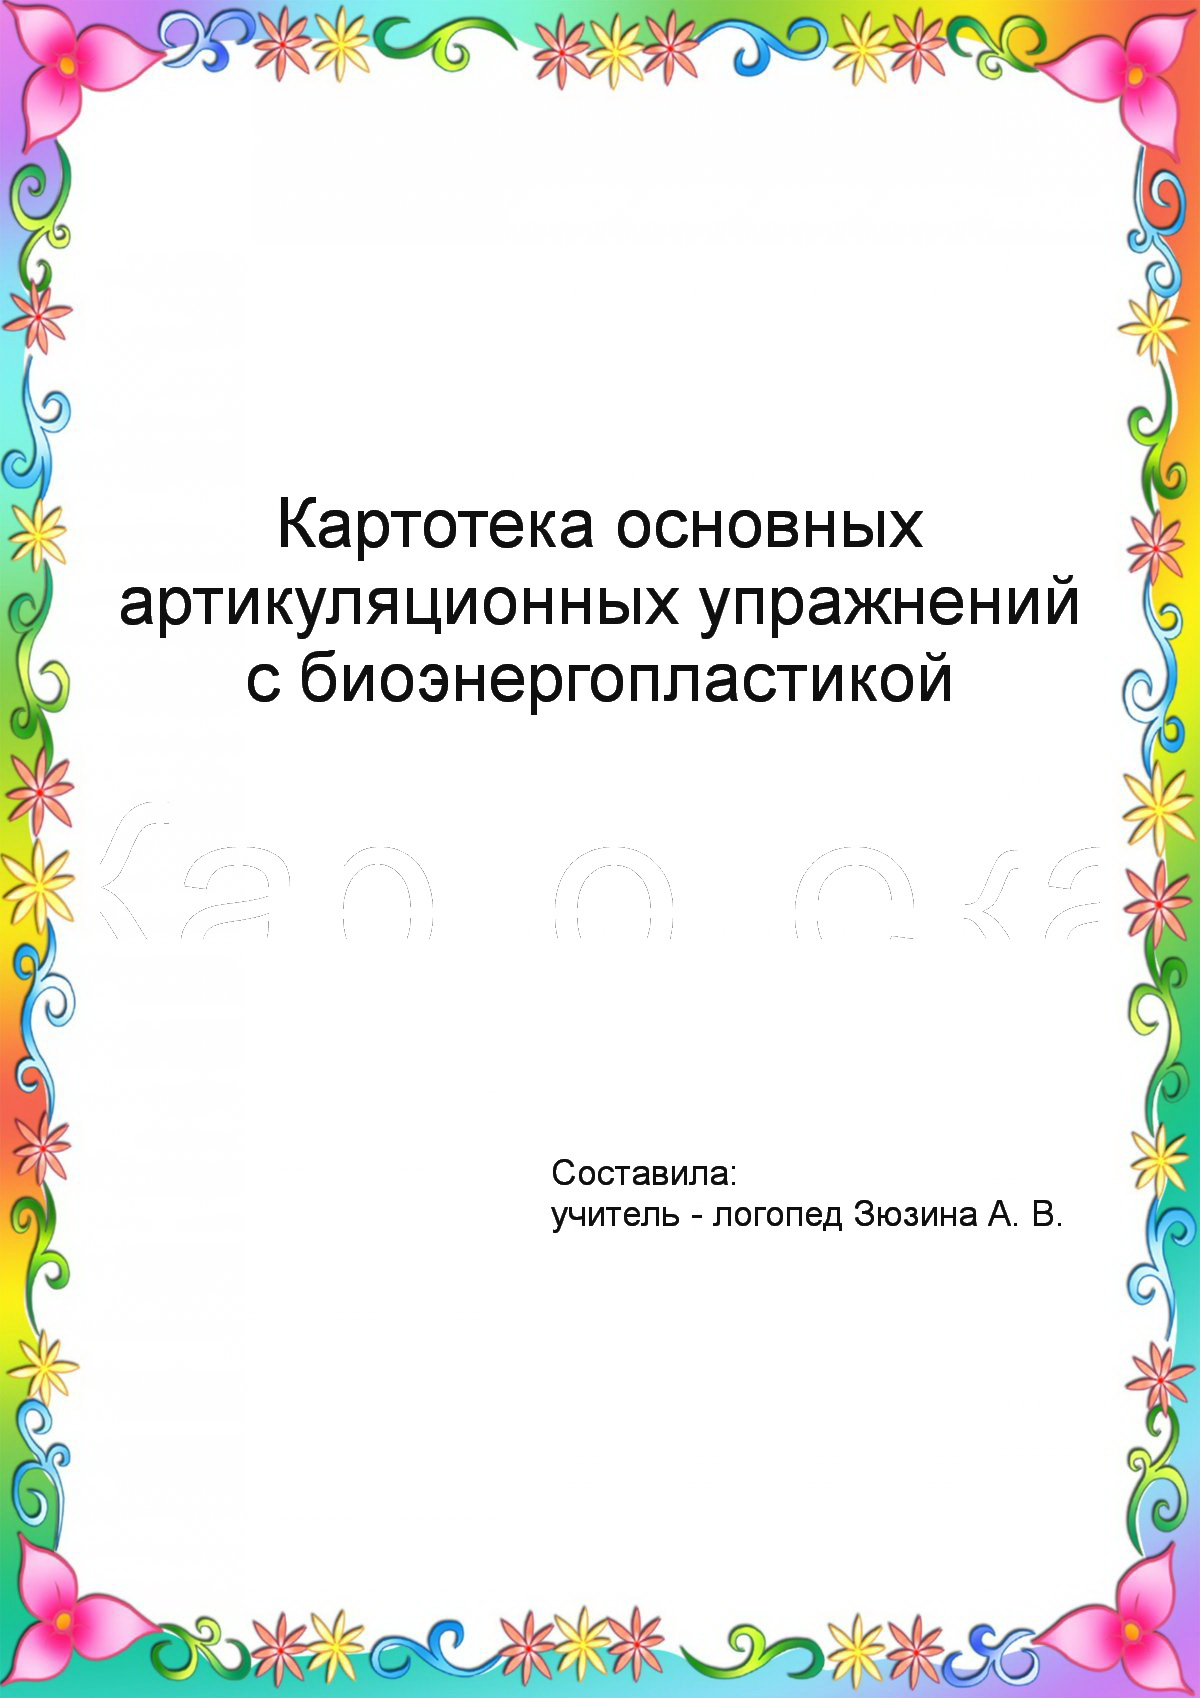 Картотека основных
артикуляционных упражнений
с биоэнергопластикой
Составила:
учитель - логопед Зюзина А. В.